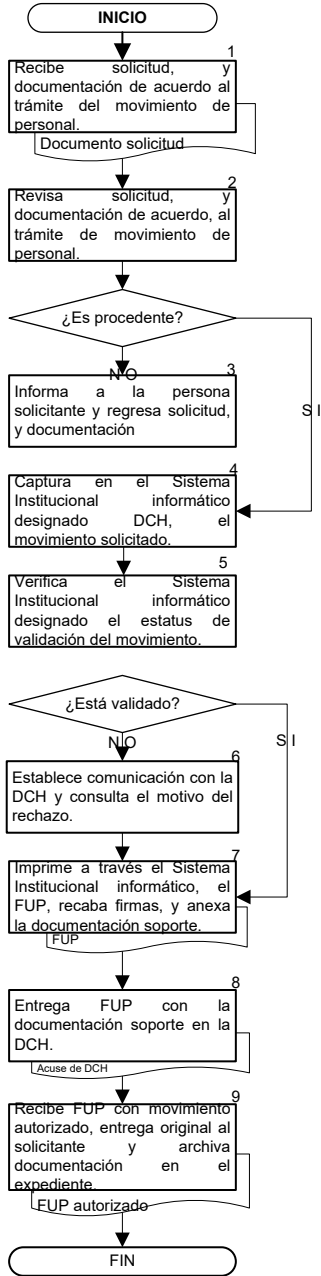 INICIO
1
Recibe solicitud, y
documentación de acuerdo al
trámite del movimiento de
personal.
Documento solicitud
2
Revisa solicitud, y
documentación de acuerdo, al
trámite de movimiento de
personal.
¿Es procedente?
NO
SI
3
Informa a la persona
solicitante y regresa solicitud,
y documentación
4
Captura en el Sistema
Institucional informático
designado DCH, el
movimiento solicitado.
5
Verifica el Sistema
Institucional informático
designado el estatus de
validación del movimiento.
¿Está validado?
NO
SI
6
Establece comunicación con la
DCH y consulta el motivo del
rechazo.
7
Imprime a través el Sistema
Institucional informático, el
FUP, recaba firmas, y anexa
la documentación soporte.
FUP
8
Entrega FUP con la
documentación soporte en la
DCH.
Acuse de DCH
9
Recibe FUP con movimiento
autorizado, entrega original al
solicitante y archiva
documentación en el
expediente.
FUP autorizado
FIN